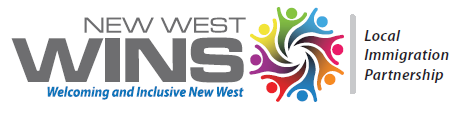 NEW WEST
WINS
Welcoming and Inclusive New West
Local
Immigration
Partnership